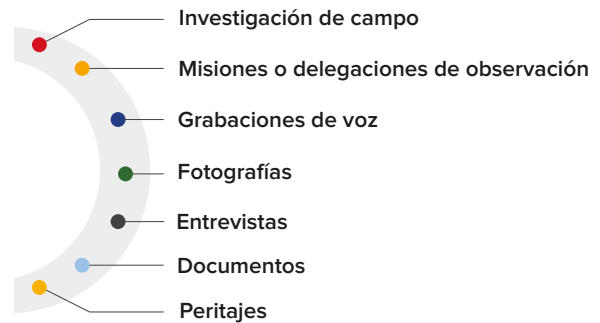 Investigación de campo
Misiones o delegaciones de observación
Grabaciones de voz
Fotografías
Entrevistas
Documentos
Peritajes